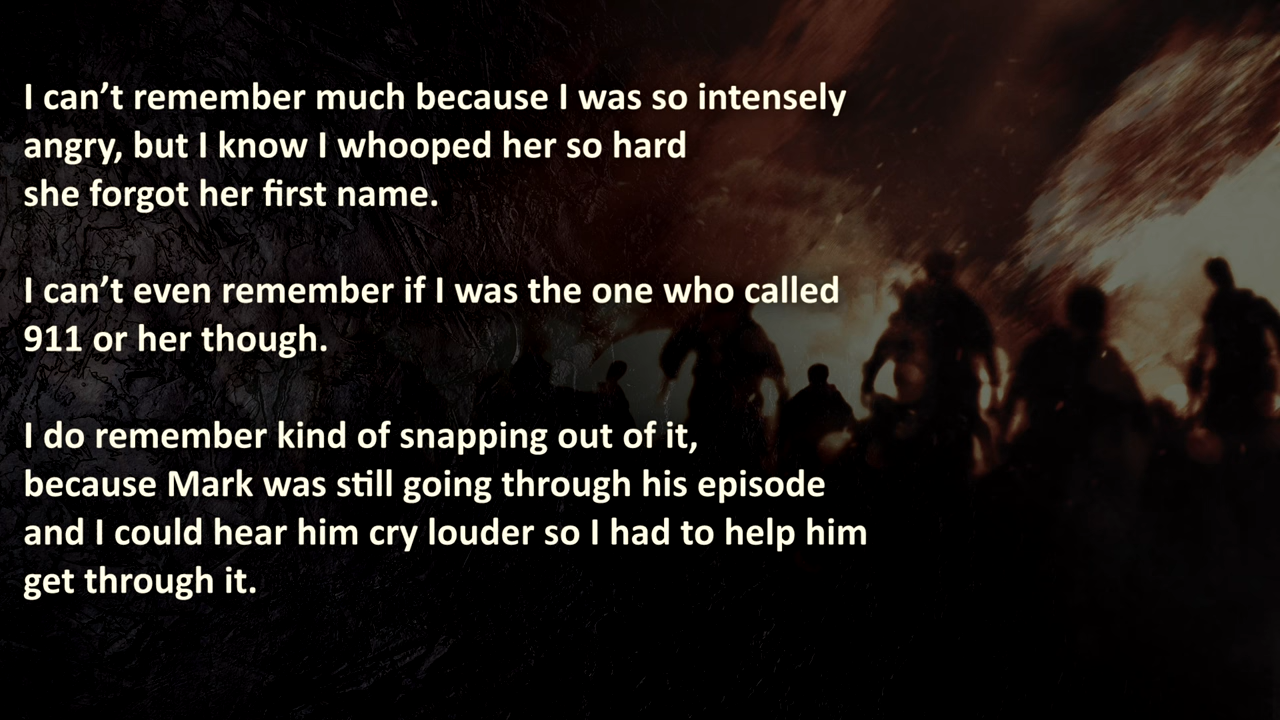 I can’t remember much because I was so intensely
angry, but I know I whooped her so hard
she forgot her first name.
I can’t even remember if I was the one who called
911 or her though.
I do remember kind of snapping out of it,
because Mark was still going through his episode
and I could hear him cry louder so I had to help him
get through it.